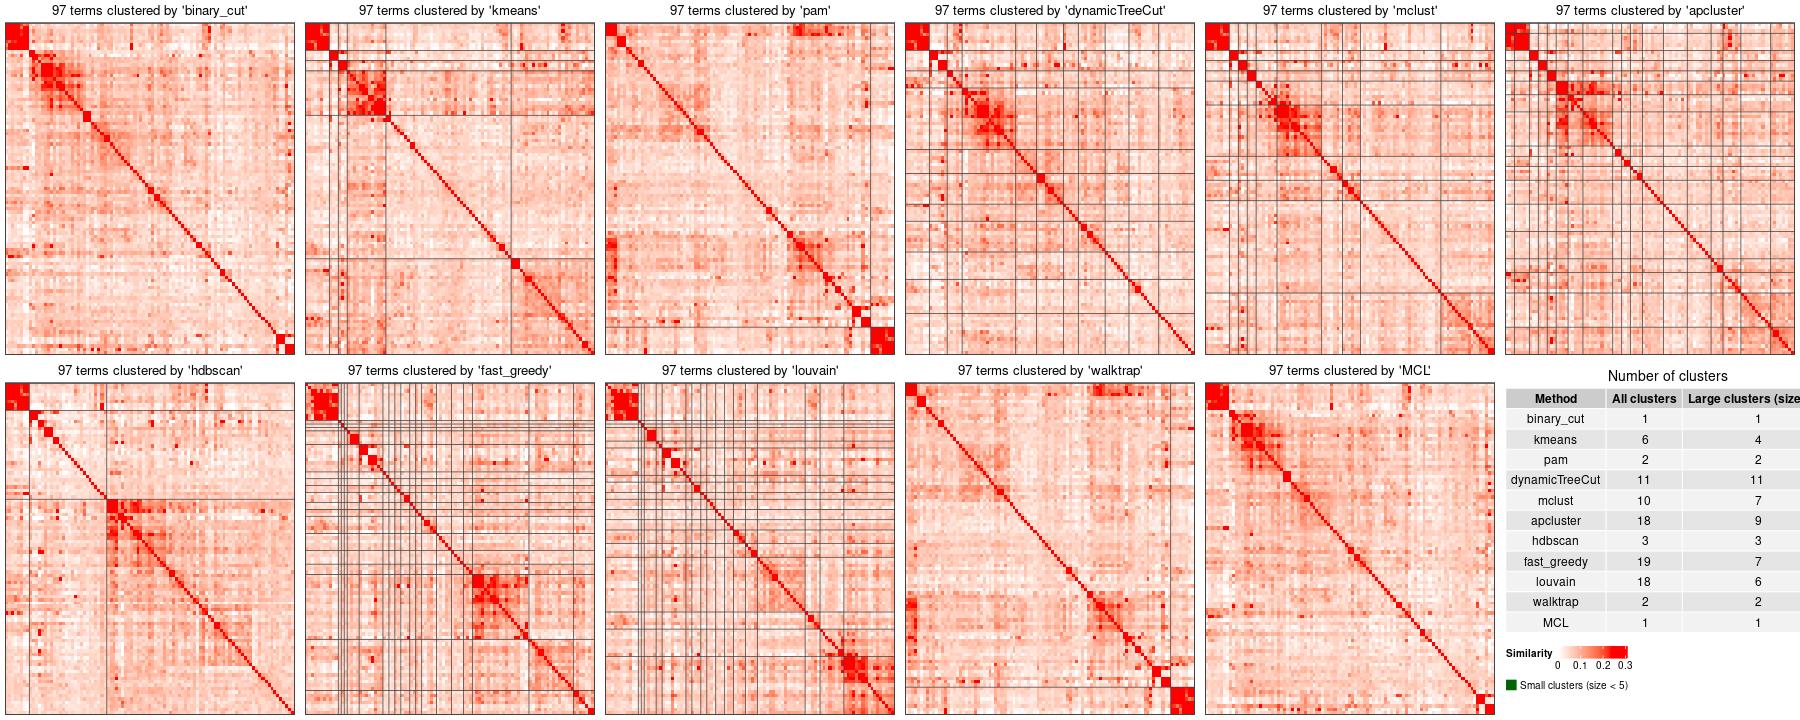 97 terms clustered by 'binary_cut'
97 terms clustered by 'kmeans'
97 terms clustered by 'pam'
97 terms clustered by 'dynamicTreeCut'
97 terms clustered by 'mclust'
97 terms clustered by 'apcluster'
97 terms clustered by 'hdbscan'
97 terms clustered by 'fast_greedy'
97 terms clustered by 'louvain'
97 terms clustered by 'walktrap'
97 terms clustered by 'MCL'
Number of clusters
Method All clusters Large clusters (size
binary_cut 1 1
kmeans 6 4
pam 2 2
dynamicTreeCut 11 11
mclust 10 7
apcluster 18 9
hdbscan 3 3
fast_greedy 19 7
louvain 18 6
walktrap 2 2
MCL 1 1
Similarity
0 0.1 0.2 0.3
Small clusters (size < 5)